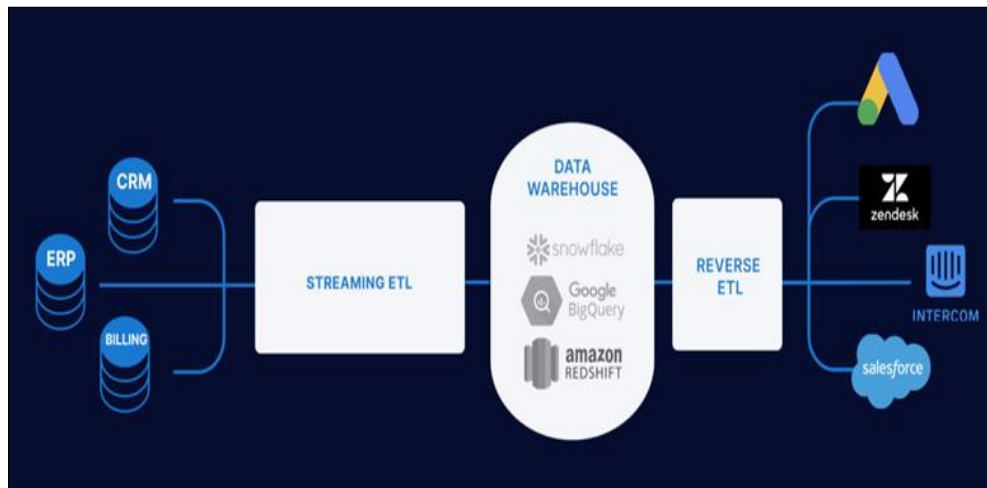 CRM
ERP
BILLING
STREAMING ETL
DATA
WAREHOUSE
snowflake
Google
BigQuery
amazon
REDSHIFT
REVERSE
ETL
zendesk
INTERCOM
salesforce